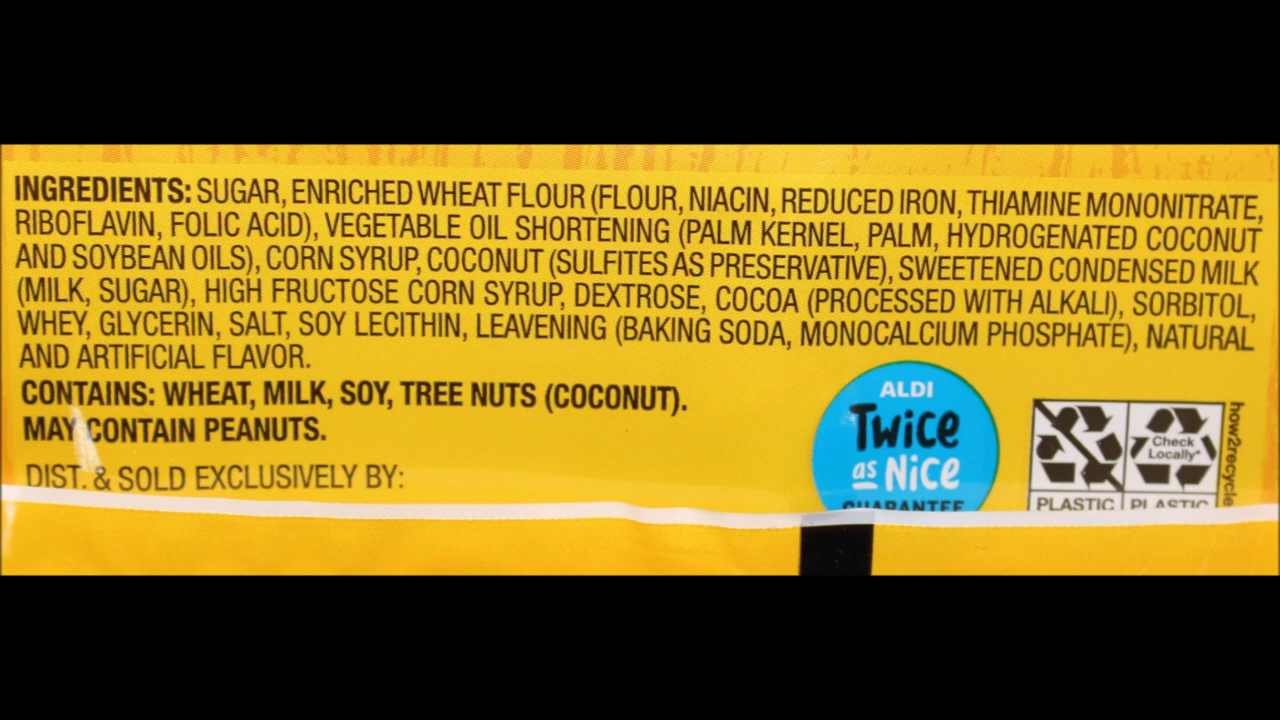 INGREDIENTS: SUGAR, ENRICHED WHEAT FLOUR (FLOUR, NIACIN, REDUCED IRON, THIAMINE MONONITRATE,
RIBOFLAVIN, FOLIC ACID), VEGETABLE OIL SHORTENING (PALM KERNEL, PALM, HYDROGENATED COCONUT
AND SOYBEAN OILS), CORN SYRUP, COCONUT (SULFITES AS PRESERVATIVE), SWEETENED CONDENSED MILK
(MILK, SUGAR), HIGH FRUCTOSE CORN SYRUP, DEXTROSE, COCOA (PROCESSED WITH ALKALI), SORBITOL,
WHEY, GLYCERIN, SALT, SOY LECITHIN, LEAVENING (BAKING SODA, MONOCALCIUM PHOSPHATE), NATURAL
AND ARTIFICIAL FLAVOR.
CONTAINS: WHEAT, MILK, SOY, TREE NUTS (COCONUT).
MAY CONTAIN PEANUTS.
DIST. & SOLD EXCLUSIVELY BY:
ALDI
Twice
as Nice
GUARANTEE
Check
Locally*
PLASTIC PLASTIC
how2recycle